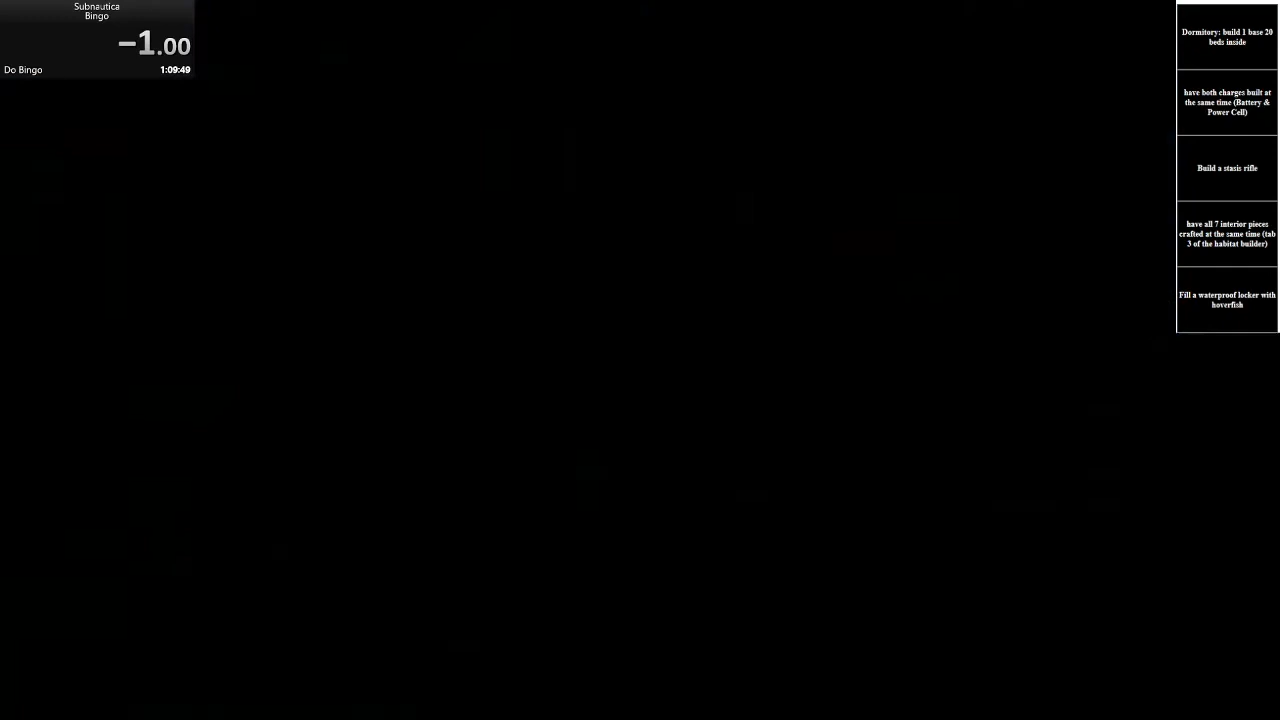 Subnautica
Bingo
−1.00
Do Bingo 1:09:49
Dormitory: build 1 base 20
beds inside
have both charges built at
the same time (Battery &
Power Cell)
Build a stasis rifle
have all 7 interior pieces
crafted at the same time (tab
3 of the habitat builder)
Fill a waterproof locker with
hoverfish